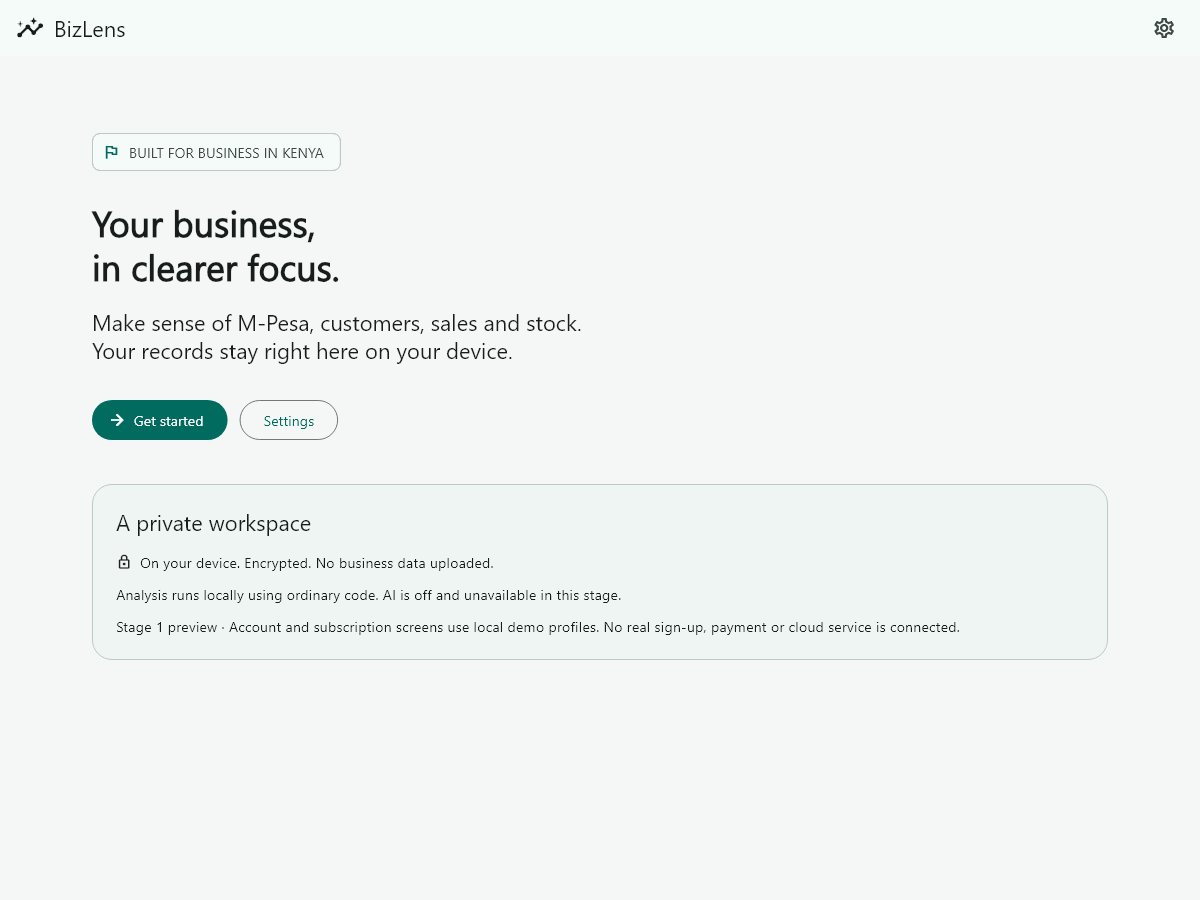 BizLens
BUILT FOR BUSINESS IN KENYA
Your business,
in clearer focus.
Make sense of M-Pesa, customers, sales and stock.
Your records stay right here on your device.
Get started
Settings
A private workspace
On your device. Encrypted. No business data uploaded.
Analysis runs locally using ordinary code. AI is off and unavailable in this stage.
Stage 1 preview · Account and subscription screens use local demo profiles. No real sign-up, payment or cloud service is connected.